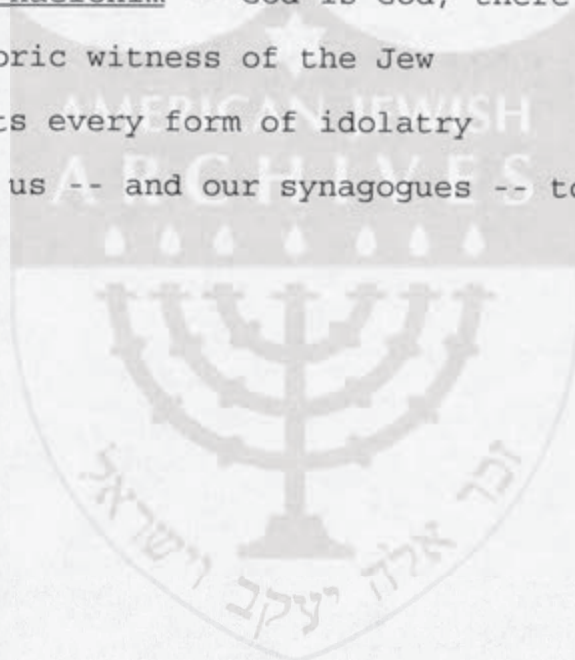 God is God, there
oric witness of the Jew
ts every form of idolatry
us -- and our synagogues -- to
AMERICAN JEWISH
ARCHIVES
זכר אלה יעקב וישראל